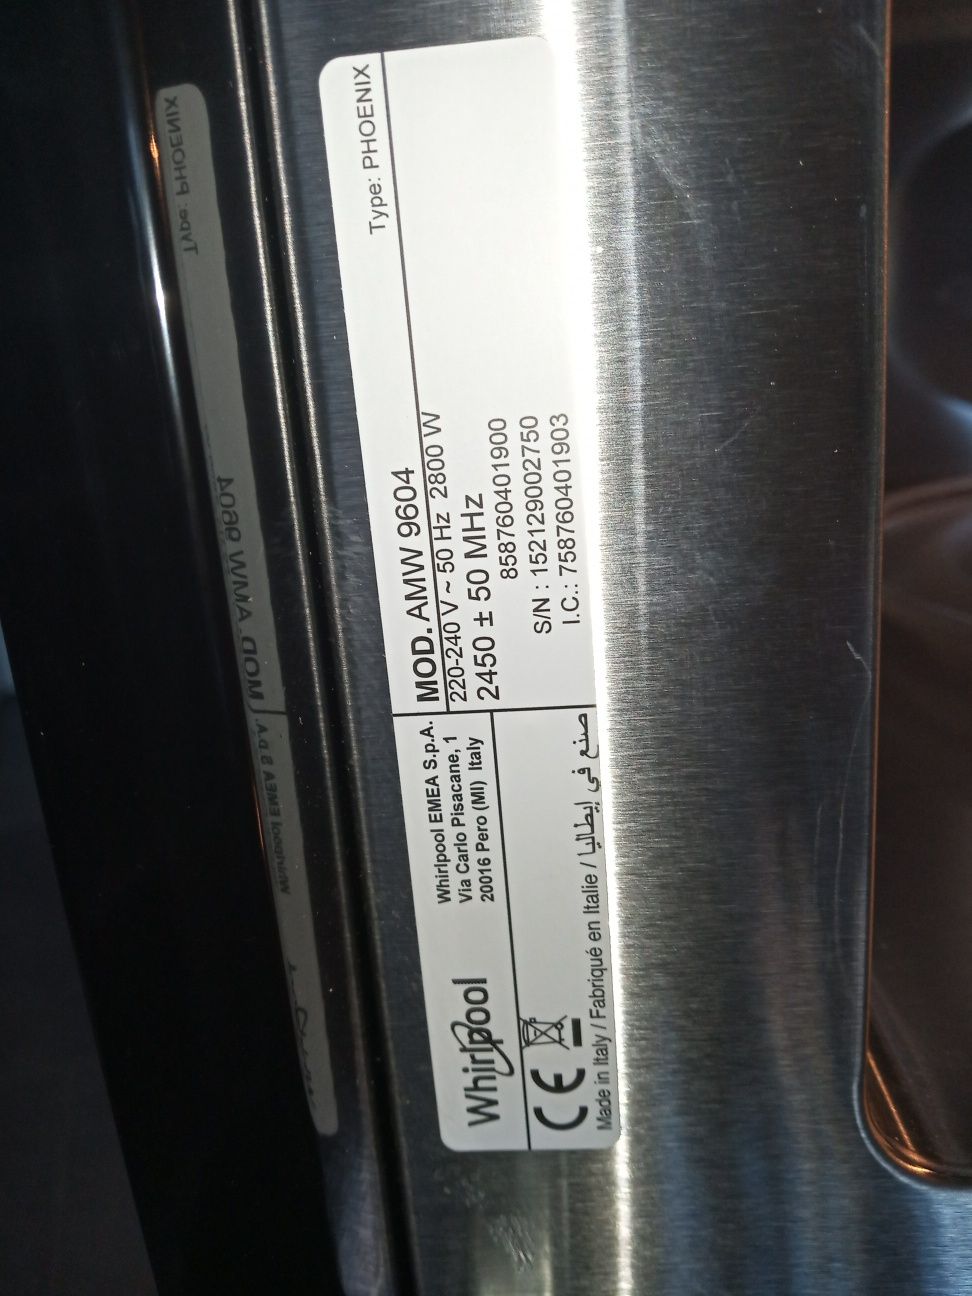 Type: PHOENIX
Whirlpool
Whirlpool EMEA S.p.A.
Via Carlo Pisacane, 1
20016 Pero (MI) Italy
MOD. AMW 9604
220-240 V ~ 50 Hz 2800 W
2450 ± 50 MHz
858760401900
S/N : 152129002750
I.C.: 758760401903
CE
Made in Italy / Fabriqué en Italie / صنع في إيطاليا